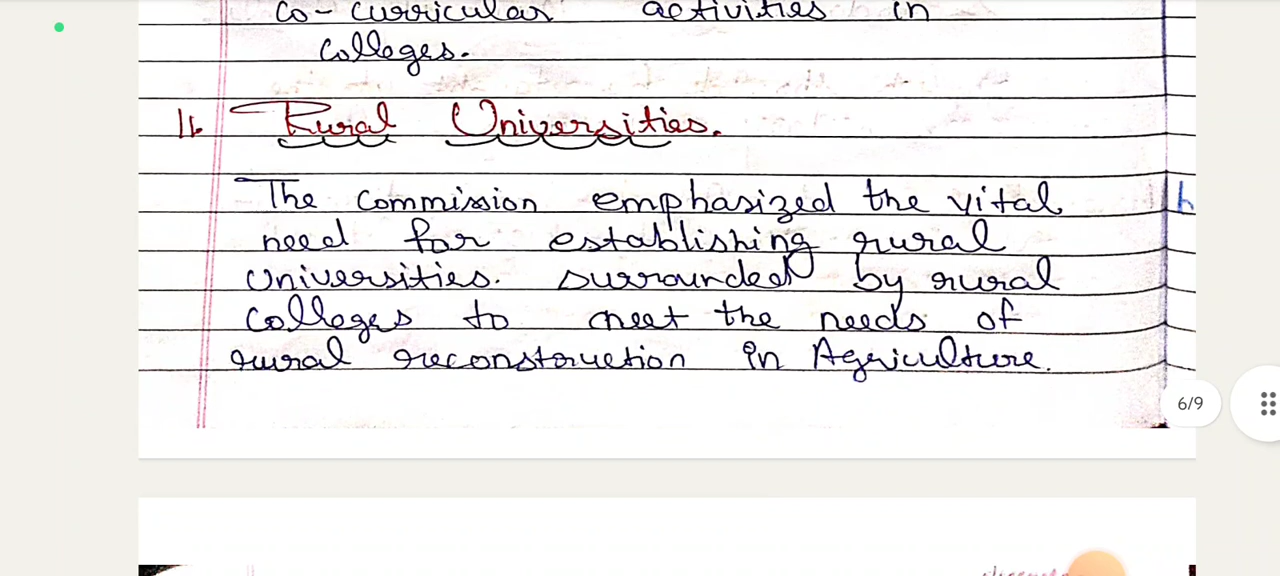 co-curricular activities in
colleges.
11. Rural Universities.
The commission emphasized the vital
need for establishing rural
Universities. surrounded by rural
colleges to meet the needs of
rural reconstruction in Agriculture.
h
6/9